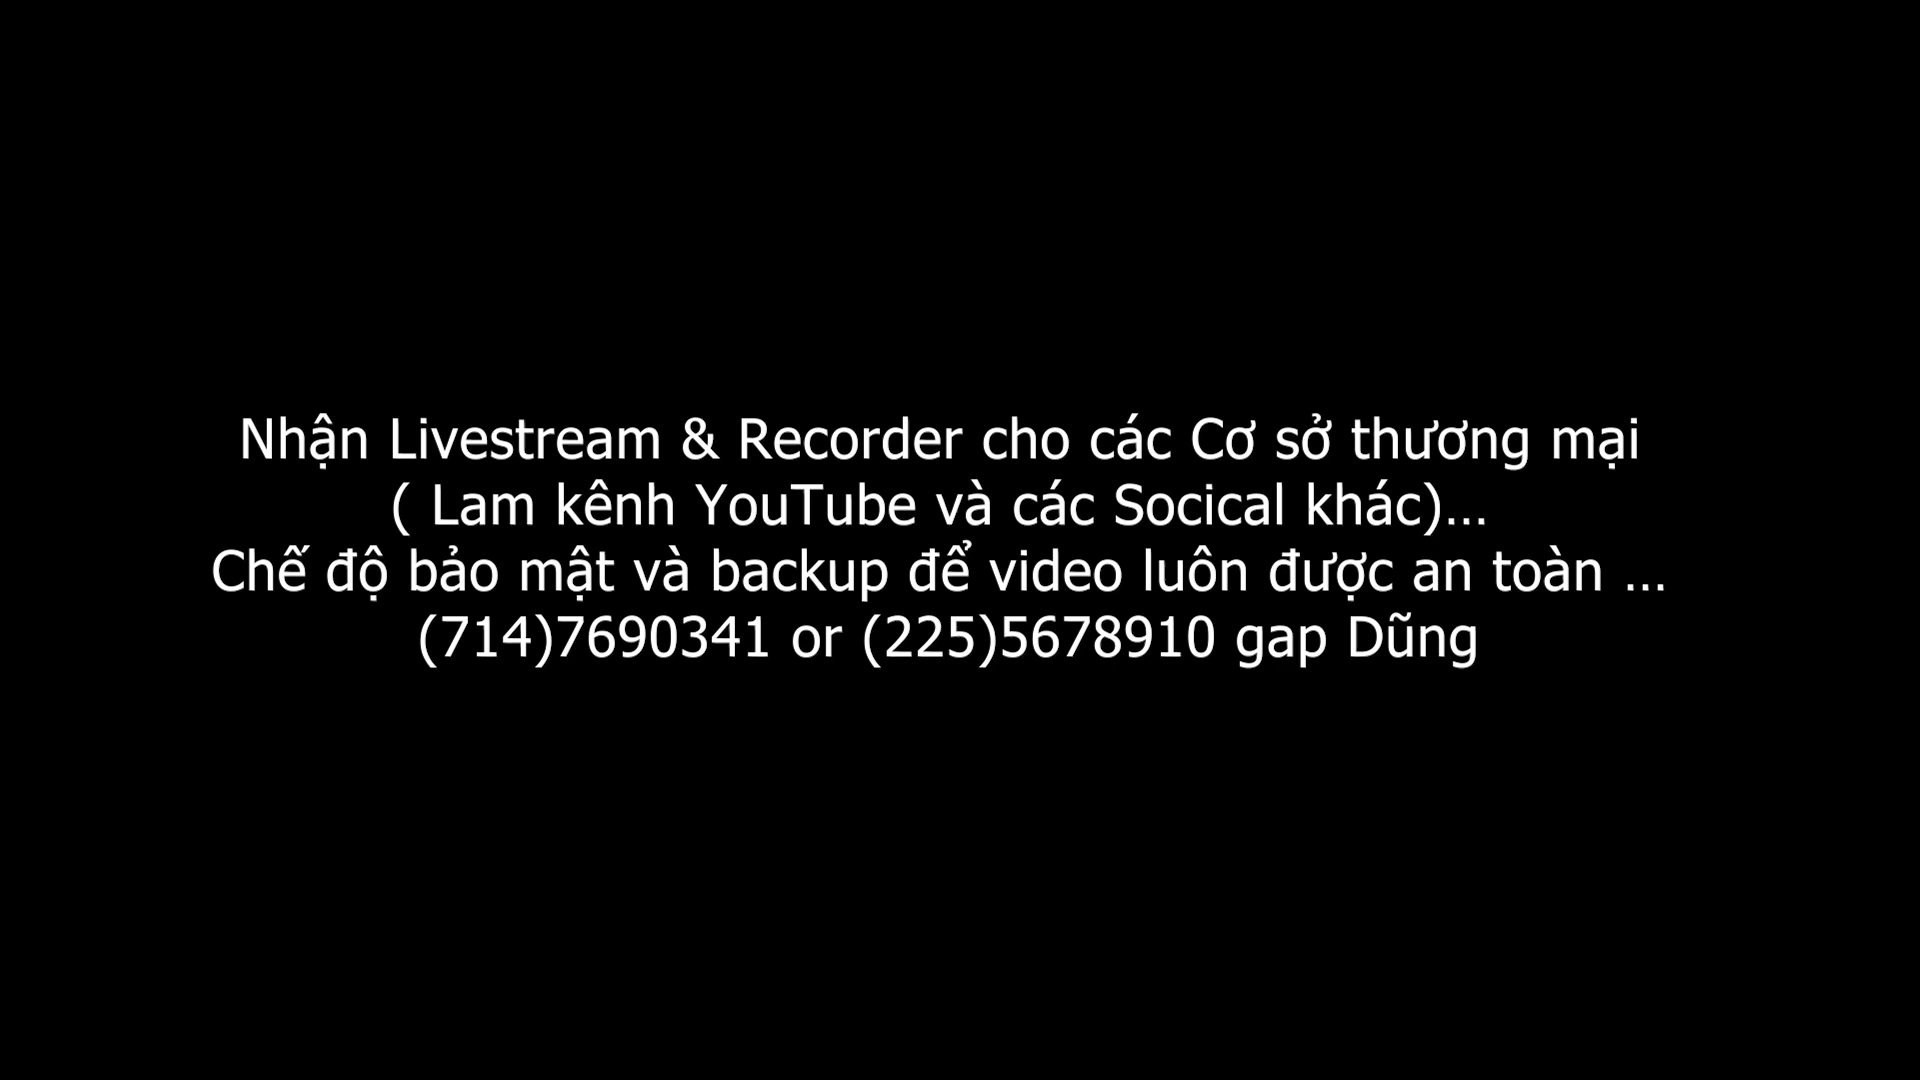 Nhận Livestream & Recorder cho các Cơ sở thương mại
( Lam kênh YouTube và các Socical khác)...
Chế độ bảo mật và backup để video luôn được an toàn ...
(714)7690341 or (225)5678910 gap Dũng